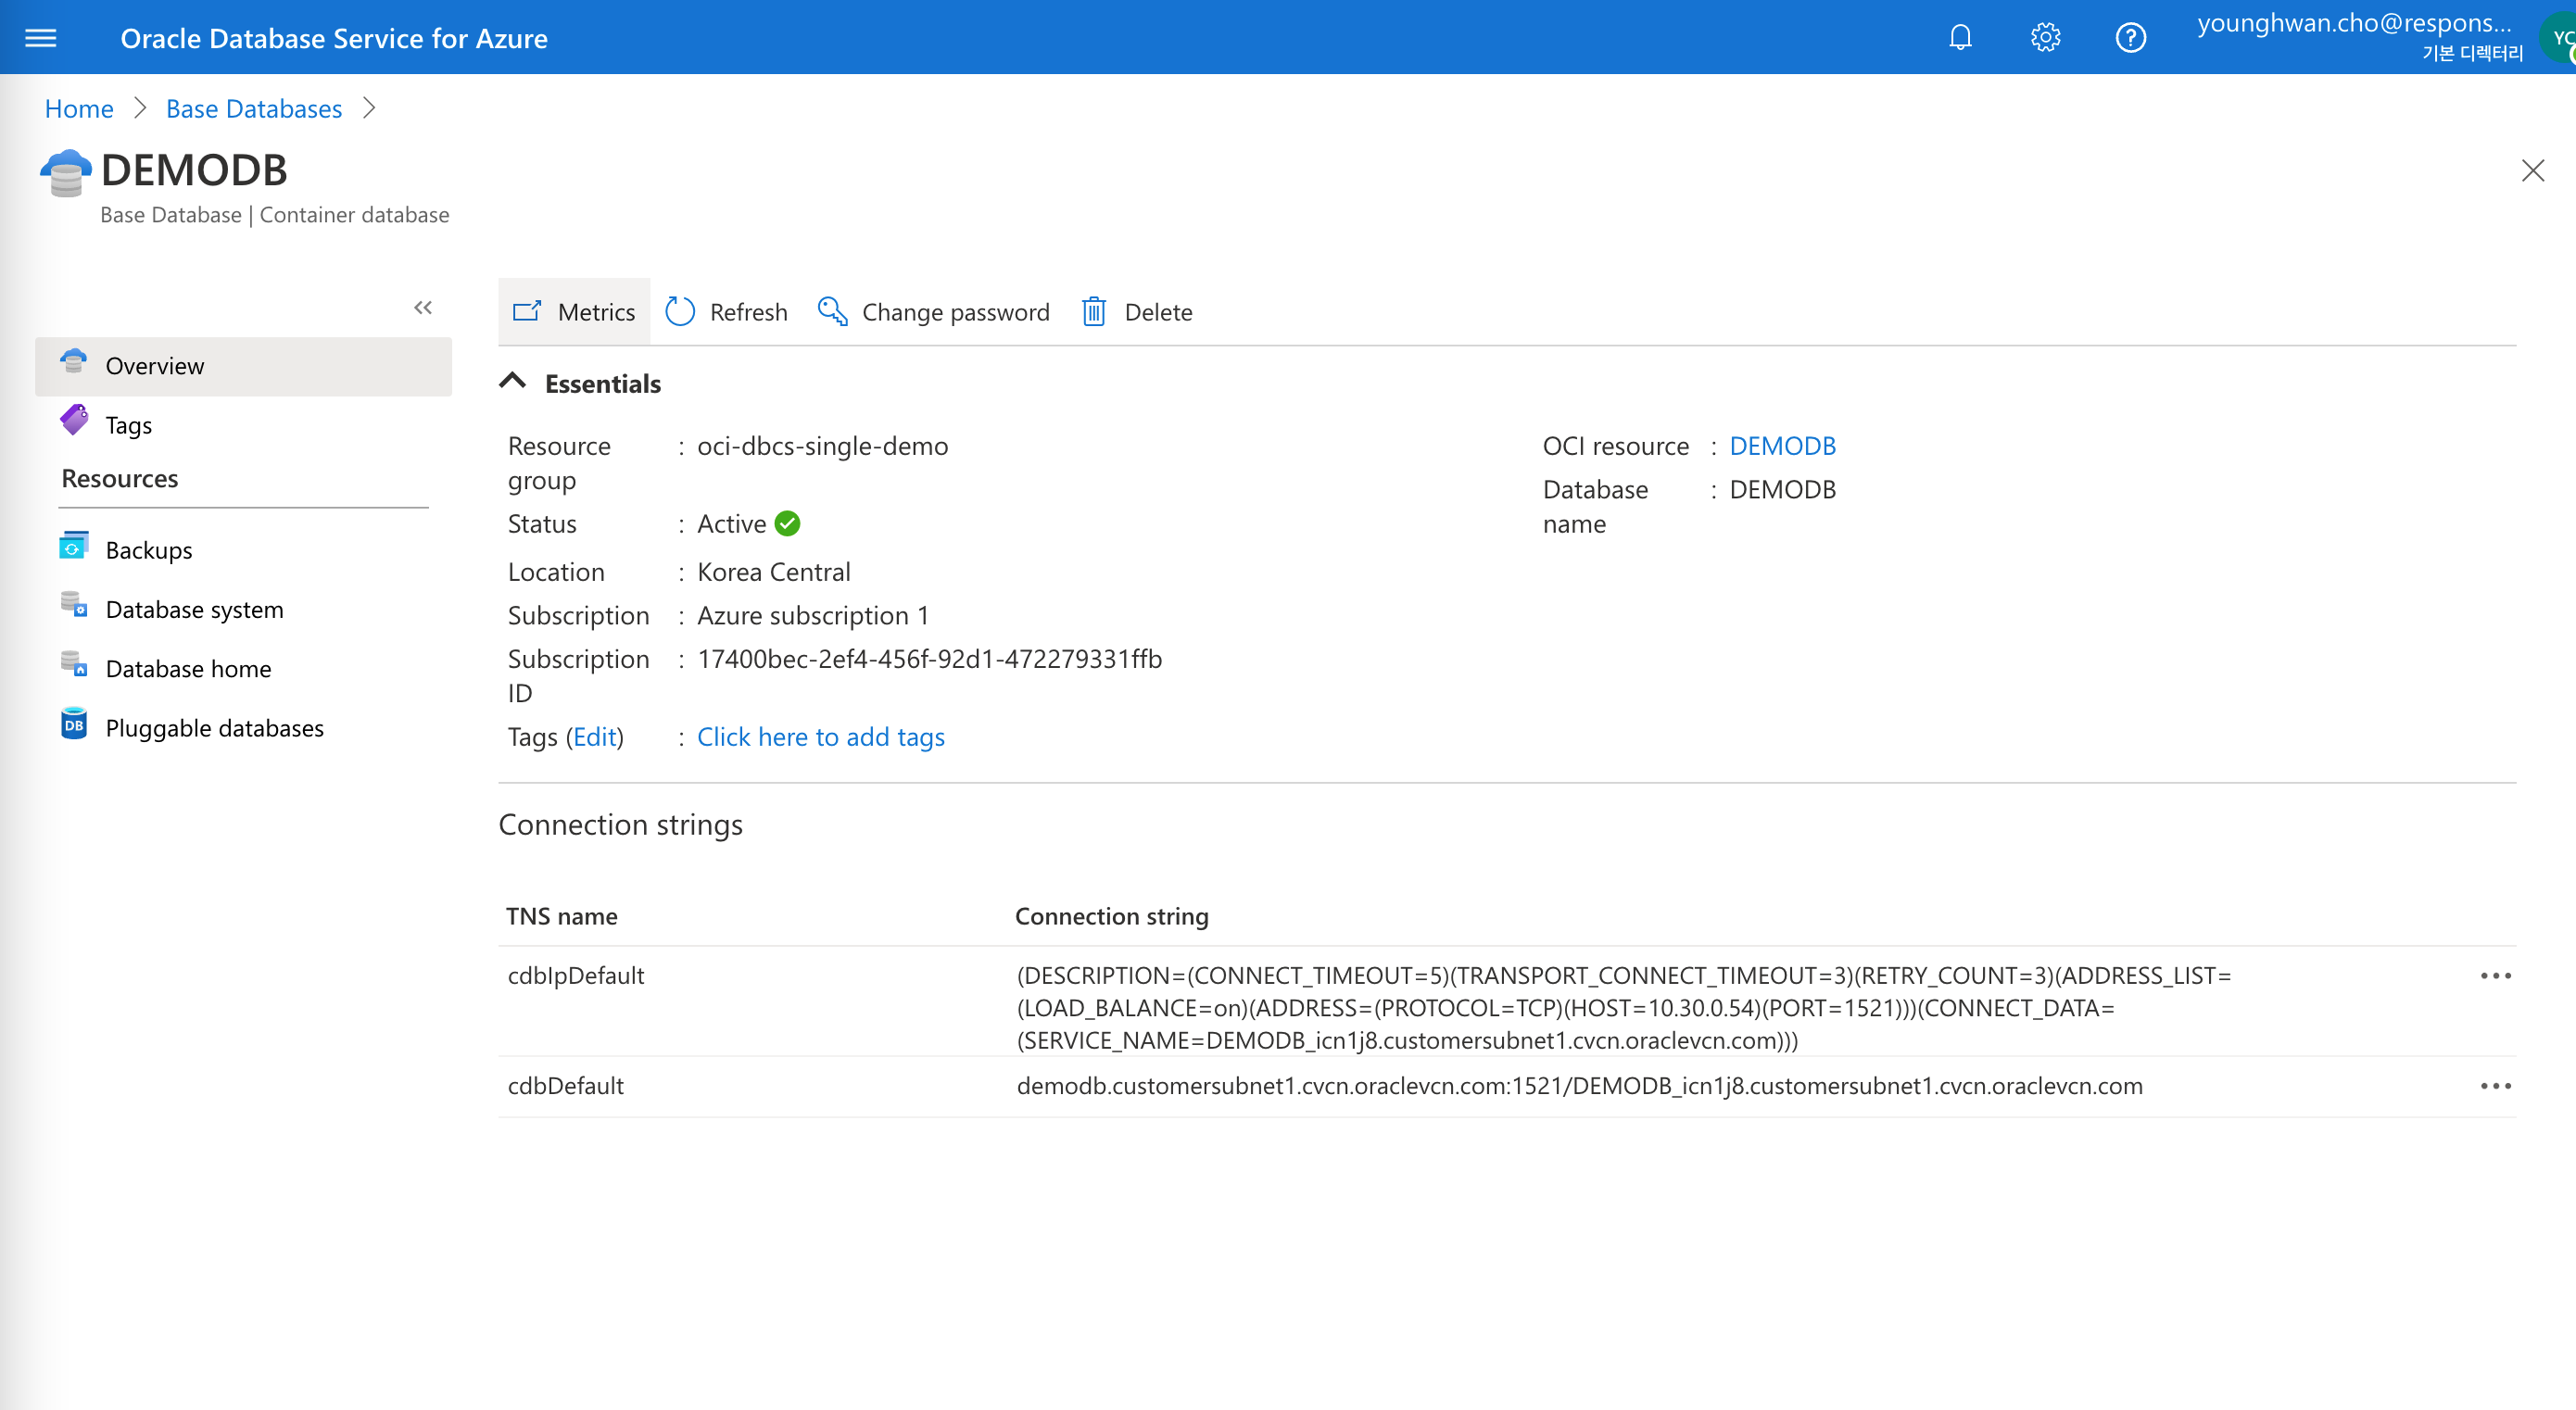 Oracle Database Service for Azure
younghwan.cho@respons...
기본 디렉터리
YC
Home > Base Databases >
DEMODB
Base Database | Container database
Metrics Refresh Change password Delete
Overview
Tags
Resources
Backups
Database system
Database home
Pluggable databases
Essentials
Resource group : oci-dbcs-single-demo
Status : Active
Location : Korea Central
Subscription : Azure subscription 1
Subscription ID : 17400bec-2ef4-456f-92d1-472279331ffb
Tags (Edit) : Click here to add tags
OCI resource : DEMODB
Database name : DEMODB
Connection strings
TNS name Connection string
cdbIpDefault (DESCRIPTION=(CONNECT_TIMEOUT=5)(TRANSPORT_CONNECT_TIMEOUT=3)(RETRY_COUNT=3)(ADDRESS_LIST=
(LOAD_BALANCE=on)(ADDRESS=(PROTOCOL=TCP)(HOST=10.30.0.54)(PORT=1521)))(CONNECT_DATA=
(SERVICE_NAME=DEMODB_icn1j8.customersubnet1.cvcn.oraclevcn.com)))
cdbDefault demodb.customersubnet1.cvcn.oraclevcn.com:1521/DEMODB_icn1j8.customersubnet1.cvcn.oraclevcn.com